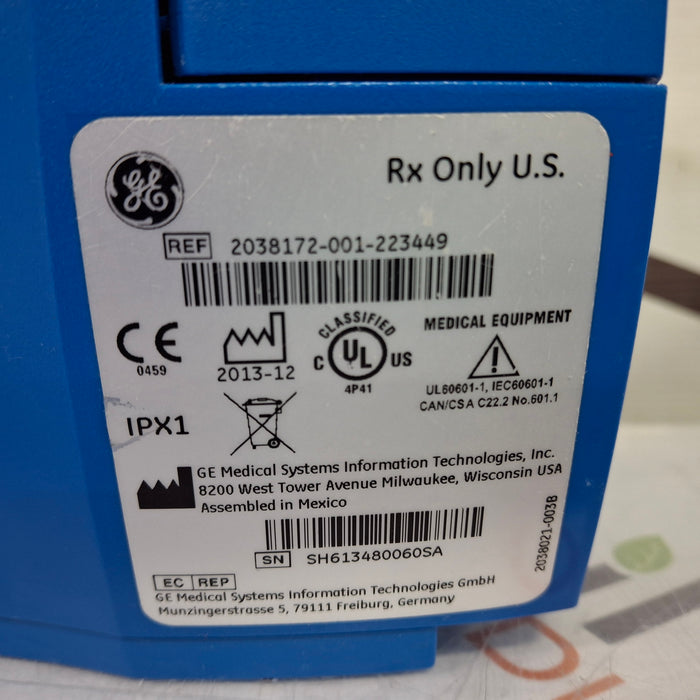 GE
Rx Only U.S.
REF 2038172-001-223449
CE
0459
2013-12
CLASSIFIED
C UL US
4P41
MEDICAL EQUIPMENT
UL60601-1, IEC60601-1
CAN/CSA C22.2 No.601.1
IPX1
GE Medical Systems Information Technologies, Inc.
8200 West Tower Avenue Milwaukee, Wisconsin USA
Assembled in Mexico
SN SH613480060SA
2038021-003B
EC REP
GE Medical Systems Information Technologies GmbH
Munzingerstrasse 5, 79111 Freiburg, Germany